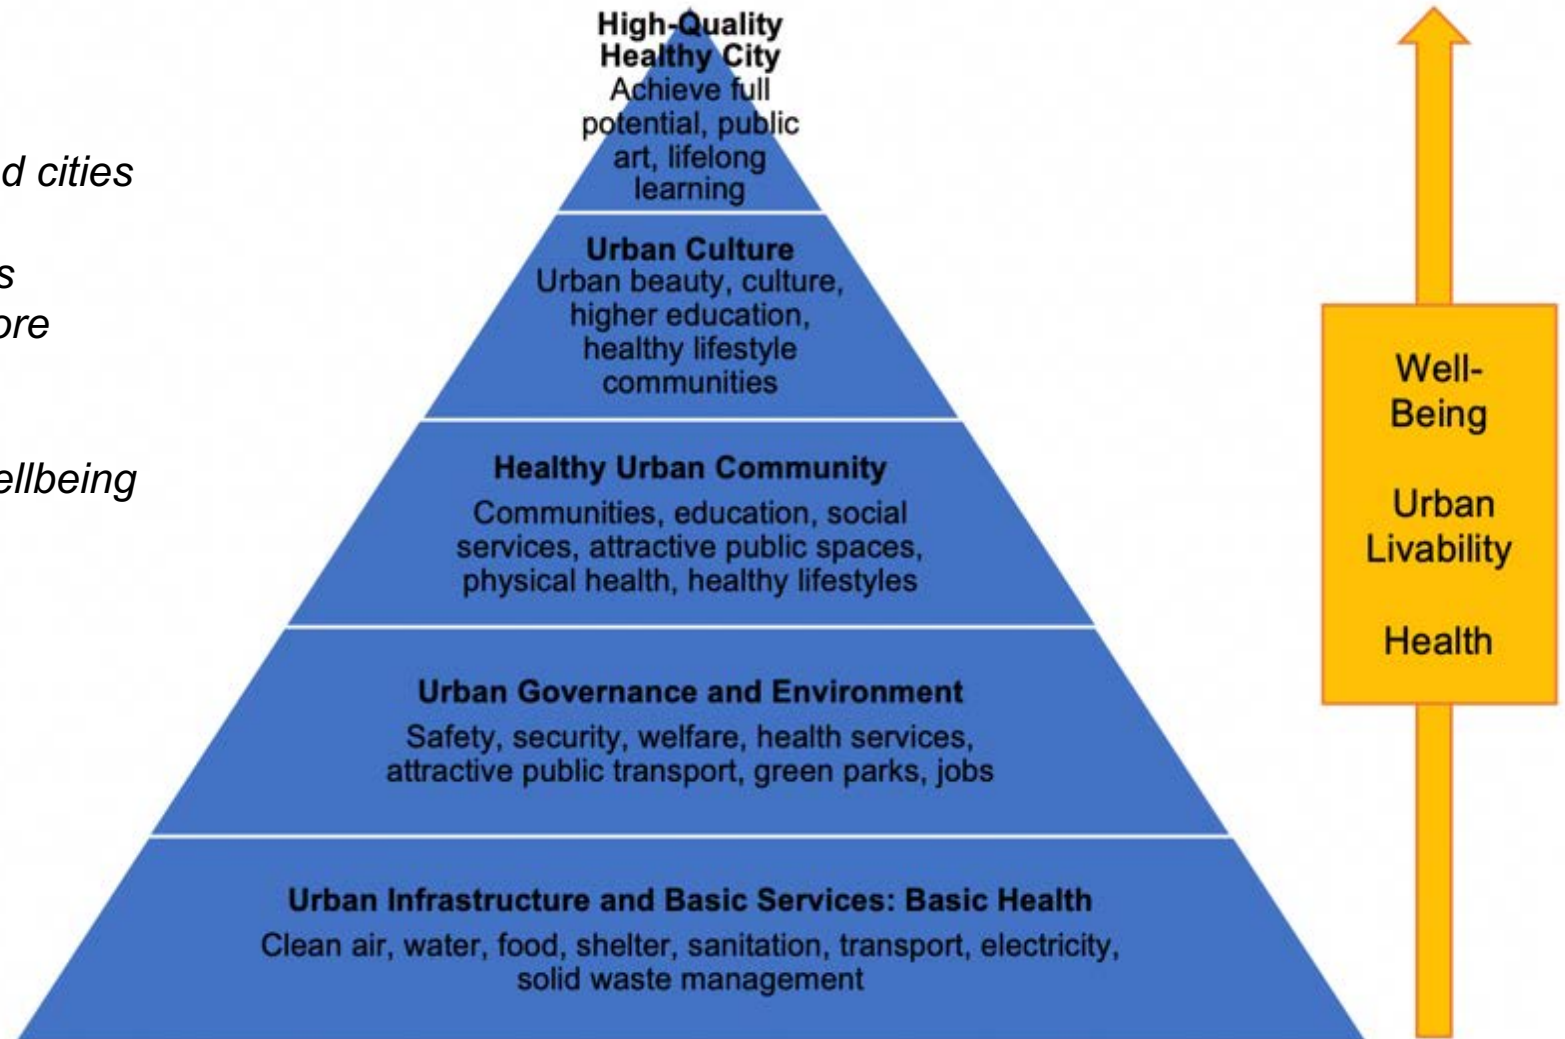 d cities
s
ore
ellbeing
High-Quality
Healthy City
Achieve full
potential, public
art, lifelong
learning
Urban Culture
Urban beauty, culture,
higher education,
healthy lifestyle
communities
Healthy Urban Community
Communities, education, social
services, attractive public spaces,
physical health, healthy lifestyles
Urban Governance and Environment
Safety, security, welfare, health services,
attractive public transport, green parks, jobs
Urban Infrastructure and Basic Services: Basic Health
Clean air, water, food, shelter, sanitation, transport, electricity,
solid waste management
Well-
Being
Urban
Livability
Health